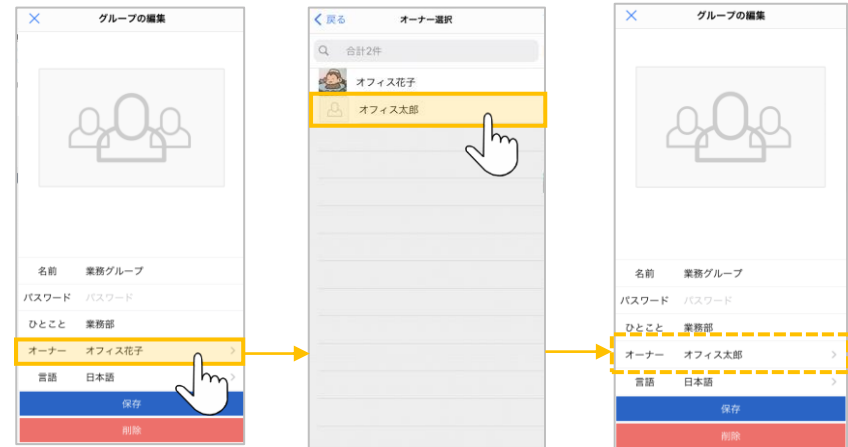 グループの編集
名前 業務グループ
パスワード パスワード
ひとこと 業務部
オーナー オフィス花子
言語 日本語
保存
削除
戻る オーナー選択
合計2件
オフィス花子
オフィス太郎
グループの編集
名前 業務グループ
パスワード パスワード
ひとこと 業務部
オーナー オフィス太郎
言語 日本語
保存
削除